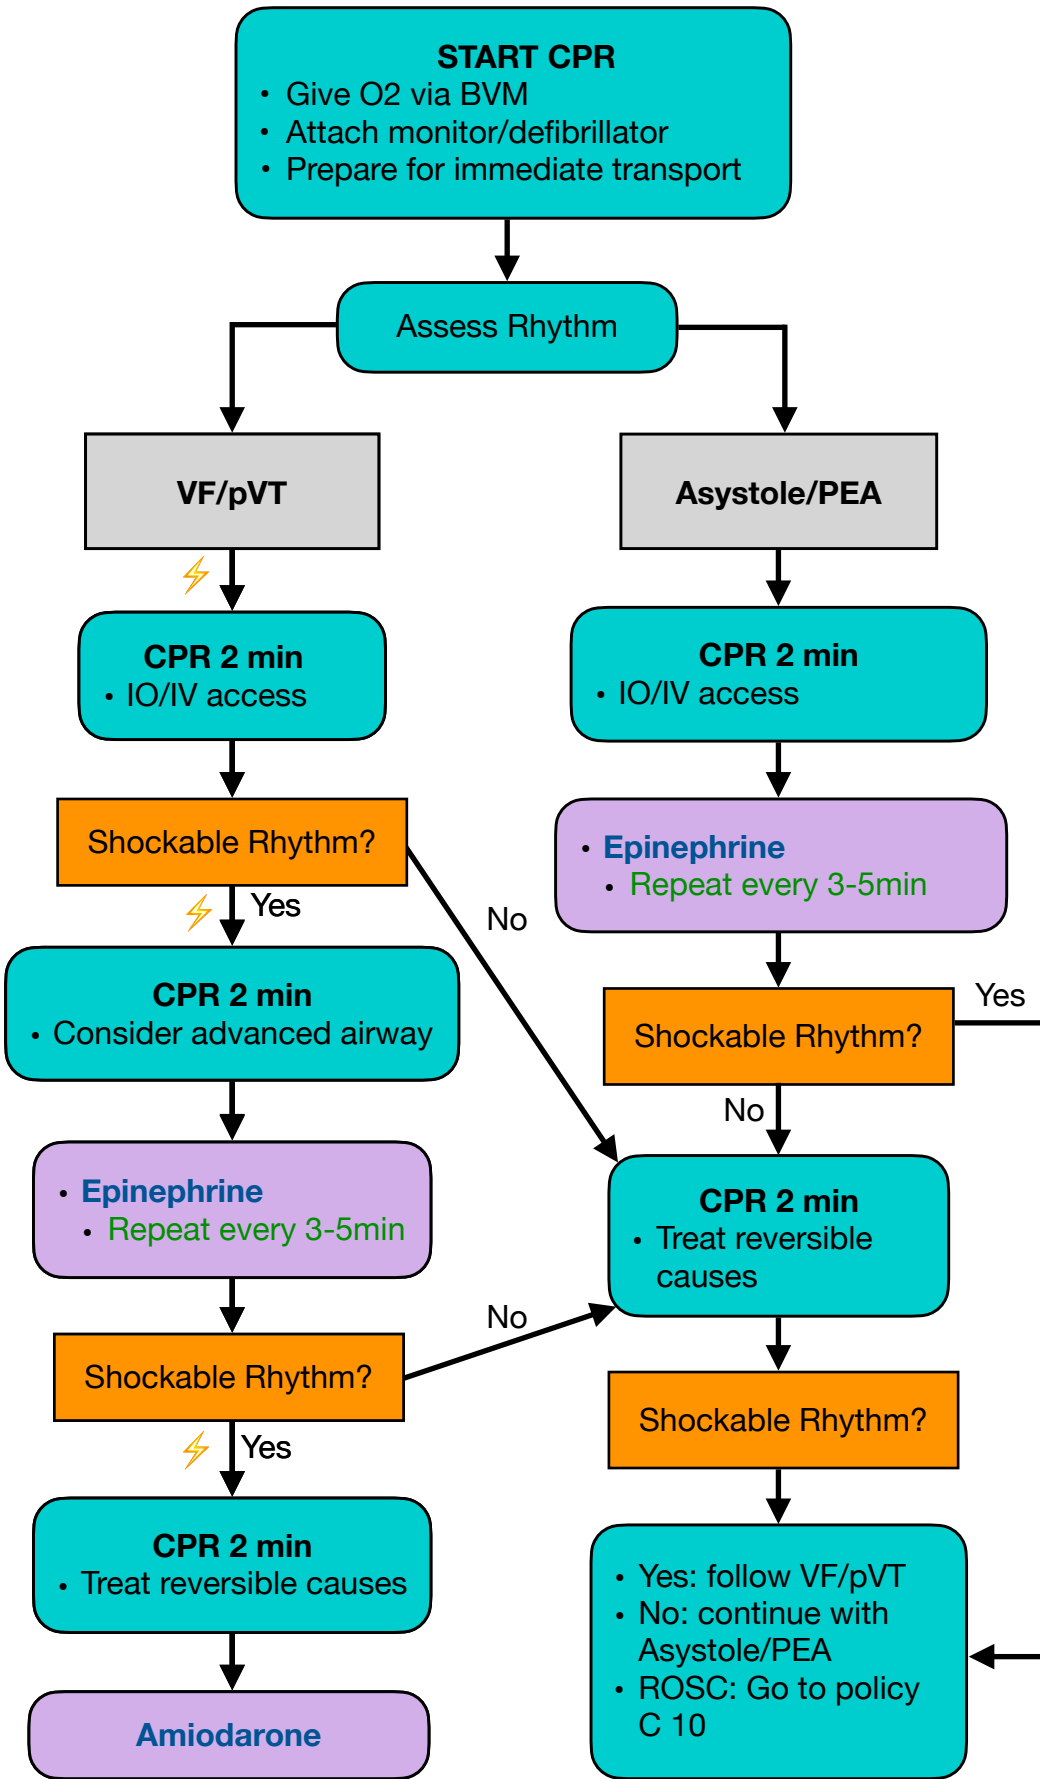 START CPR
• Give O2 via BVM
• Attach monitor/defibrillator
• Prepare for immediate transport
Assess Rhythm
VF/pVT
CPR 2 min
• IO/IV access
Shockable Rhythm?
Yes
No
CPR 2 min
• Consider advanced airway
• Epinephrine
• Repeat every 3-5min
Shockable Rhythm?
No
Yes
CPR 2 min
• Treat reversible causes
Amiodarone
Asystole/PEA
CPR 2 min
• IO/IV access
• Epinephrine
• Repeat every 3-5min
Shockable Rhythm?
Yes
No
CPR 2 min
• Treat reversible
causes
Shockable Rhythm?
• Yes: follow VF/pVT
• No: continue with
Asystole/PEA
• ROSC: Go to policy
C 10